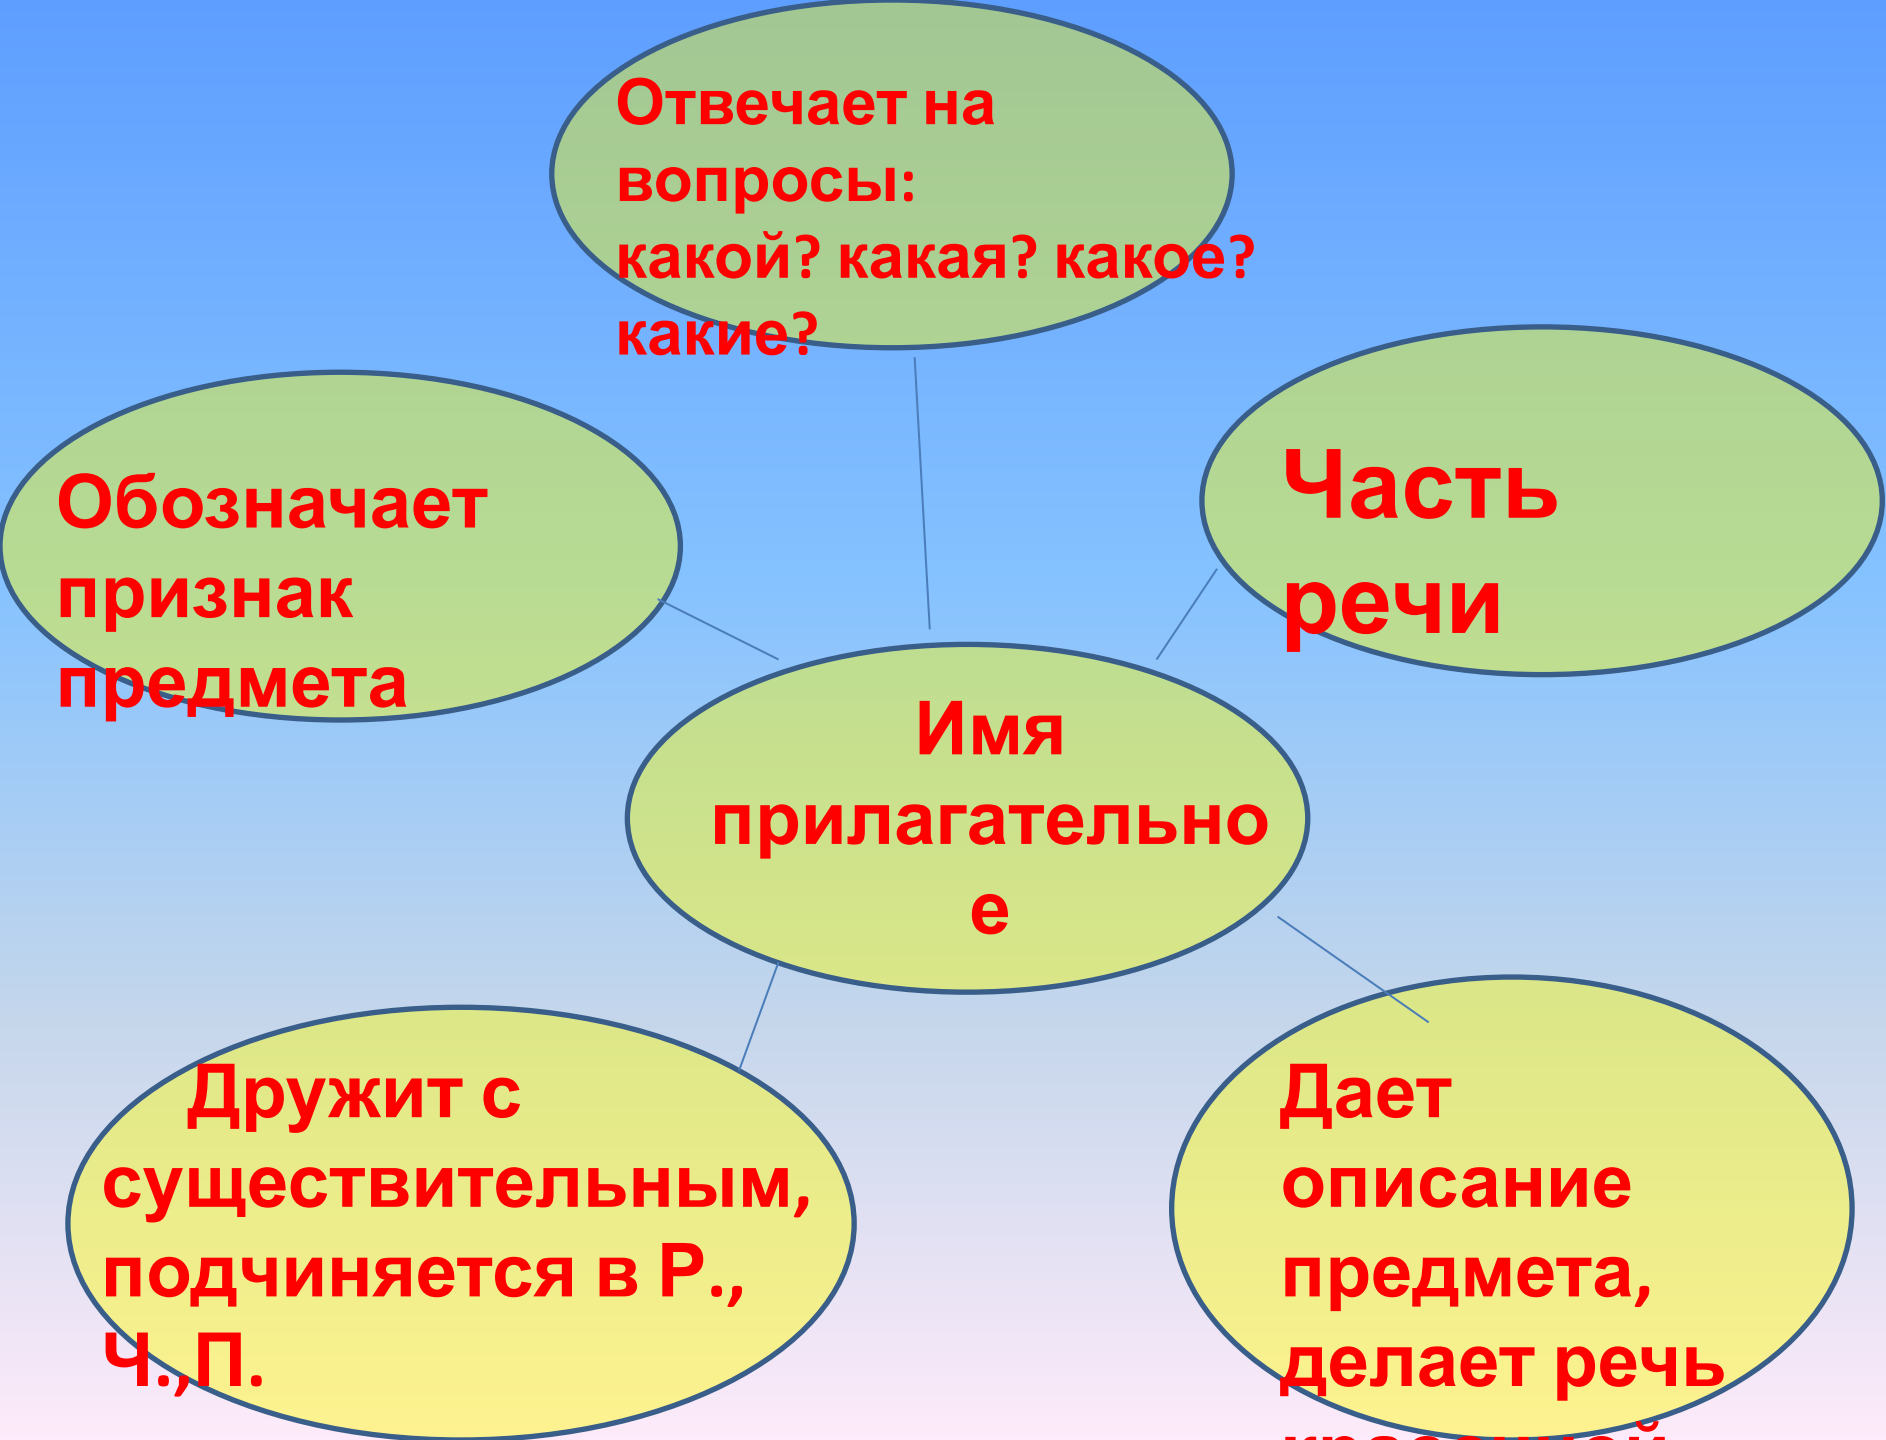 Отвечает на
вопросы:
какой? какая? какое?
какие?
Обозначает
признак
предмета
Часть
речи
Имя
прилагательно
е
Дружит с
существительным,
подчиняется в Р.,
Ч.,П.
Дает
описание
предмета,
делает речь